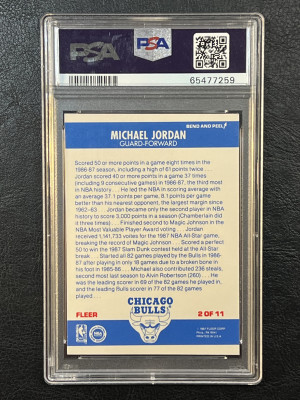 PSA
PSA
65477259
BEND AND PEEL
MICHAEL JORDAN
GUARD-FORWARD
Scored 50 or more points in a game eight times in the
1986-87 season, including a high of 61 points twice . . .
Jordan scored 40 or more points in a game 37 times
(including 9 consecutive games) in 1986-87, the third most
in NBA history . . . He led the NBA in scoring average with
an average 37.1 points per game, 8.1 points per game
better than his nearest opponent, the largest margin since
1962-63 . . . Jordan became only the second player in NBA
history to score 3,000 points in a season (Chamberlain did
it three times) . . . Finished second to Magic Johnson in the
NBA Most Valuable Player Award voting . . . Jordan
received 1,141,733 votes for the 1987 NBA All-Star game,
breaking the record of Magic Johnson . . . Scored a perfect
50 to win the 1987 Slam Dunk contest held at the All-Star
break . . . Started all 82 games played by the Bulls in 1986-
87 after playing in only 18 games due to a broken bone in
his foot in 1985-86 . . . Michael also contributed 236 steals,
second most last season to Alvin Robertson (260) . . . He
was the leading scorer in 69 of the 82 games he played in,
and the leading Bulls scorer in 77 of the 82 games
played . . .
CHICAGO
BULLS
FLEER
2 OF 11
NBA
© 1987 FLEER CORP.
PHILA., PA 19141
PRINTED IN U.S.A.